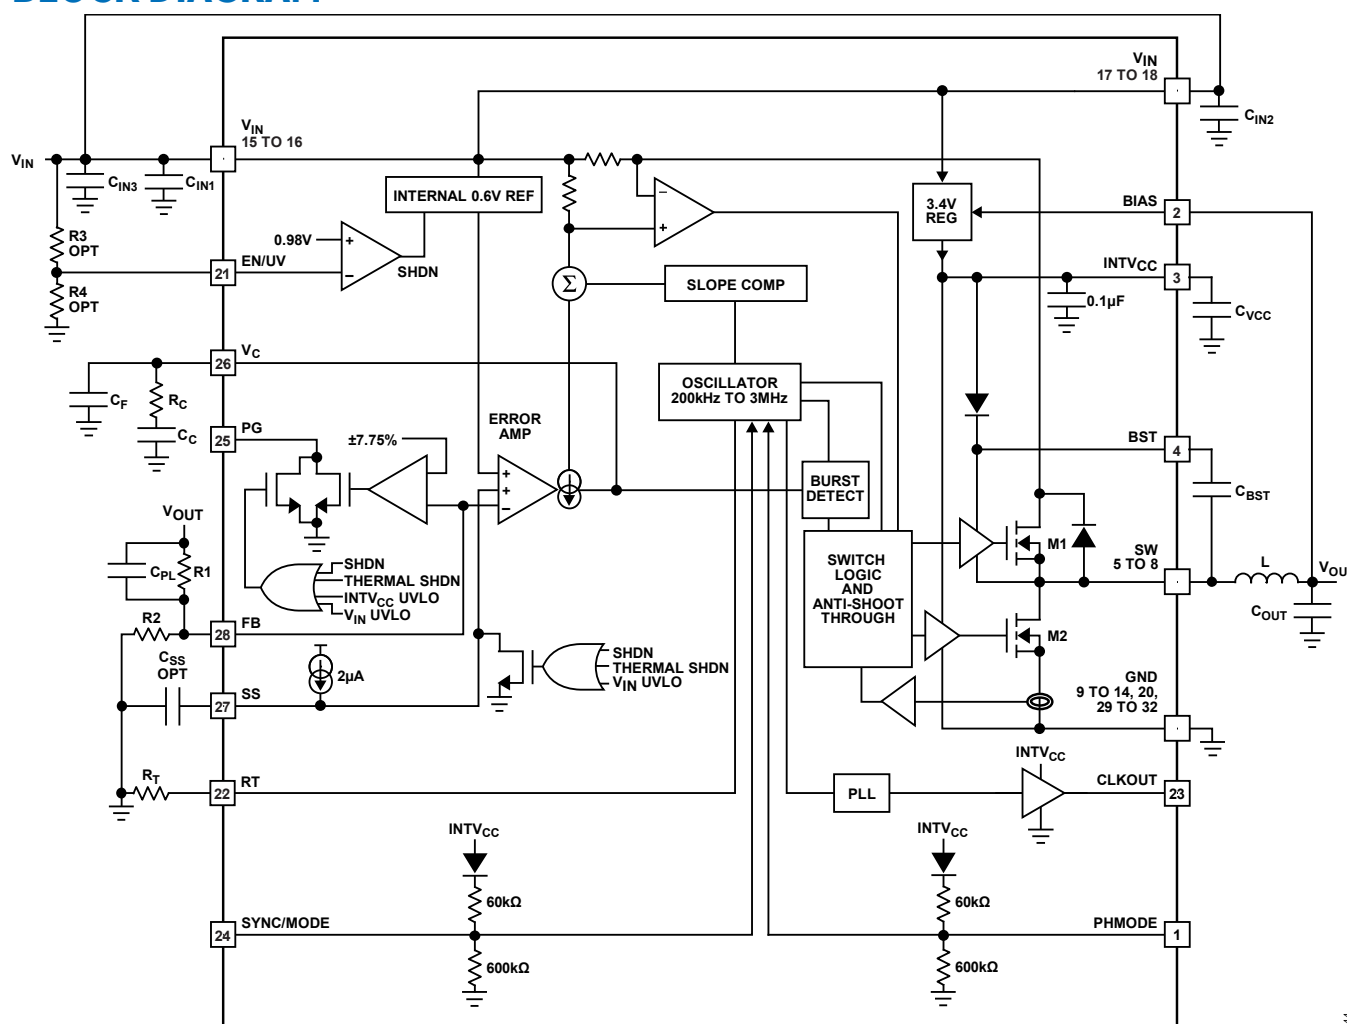 VIN
17 TO 18
CIN2
VIN
15 TO 16
VIN
CIN3
CIN1
INTERNAL 0.6V REF
3.4V
REG
BIAS
2
R3
OPT
0.98V
+
−
SHDN
−
+
EN/UV
21
Σ
SLOPE COMP
INTVCC
3
0.1µF
CVCC
R4
OPT
VC
26
OSCILLATOR
200kHz TO 3MHz
CF
RC
CC
PG
25
±7.75%
ERROR
AMP
+
+
−
BST
4
BURST
DETECT
CBST
VOUT
CPL
R1
SHDN
THERMAL SHDN
INTVCC UVLO
VIN UVLO
SWITCH
LOGIC
AND
ANTI-SHOOT
THROUGH
M1
SW
5 TO 8
L
VOU
COUT
R2
FB
28
M2
CSS
OPT
2µA
SHDN
THERMAL SHDN
VIN UVLO
GND
9 TO 14, 20,
29 TO 32
SS
27
RT
RT
22
PLL
INTVCC
CLKOUT
23
INTVCC
60kΩ
INTVCC
60kΩ
SYNC/MODE
24
600kΩ
PHMODE
1
600kΩ